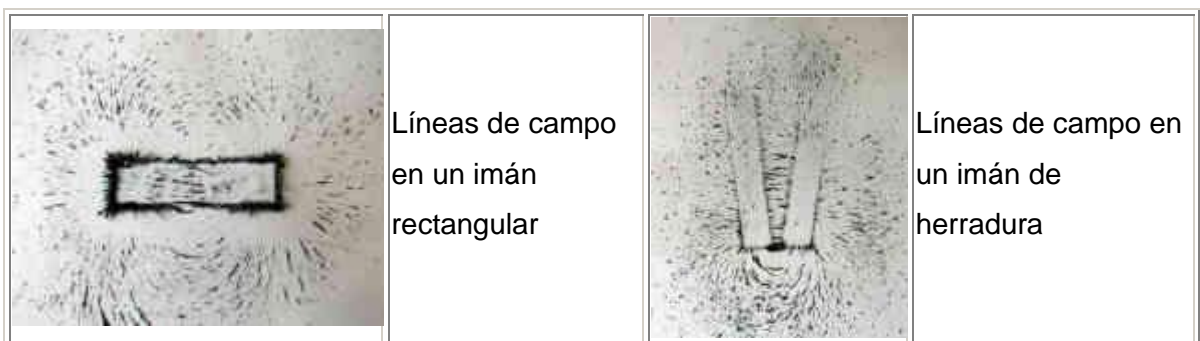 Líneas de campo
en un imán
rectangular
Líneas de campo en
un imán de
herradura